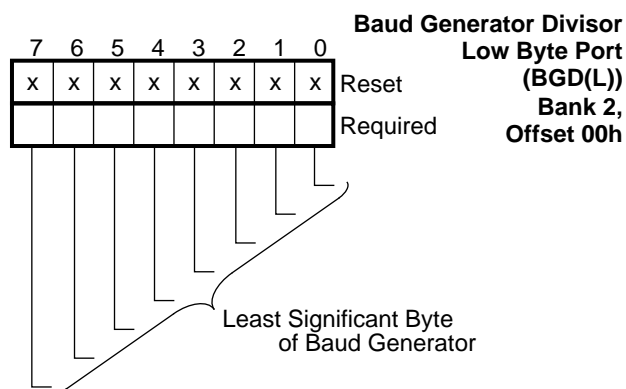 Baud Generator Divisor
Low Byte Port
(BGD(L))
Bank 2,
Offset 00h
7 6 5 4 3 2 1 0
x x x x x x x x Reset
Required
Least Significant Byte
of Baud Generator